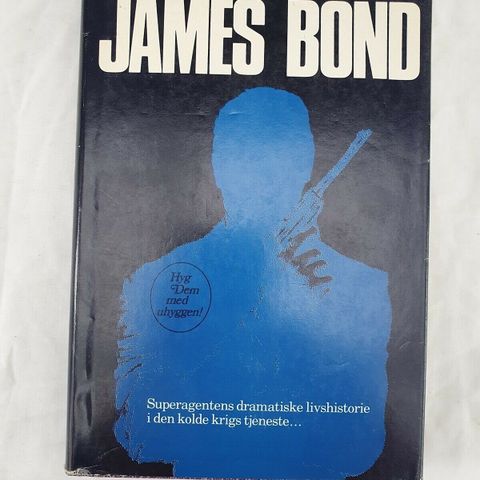 JAMES BOND
Hyg
Dem
med
uhyggen!
Superagentens dramatiske livshistorie
i den kolde krigs tjeneste...